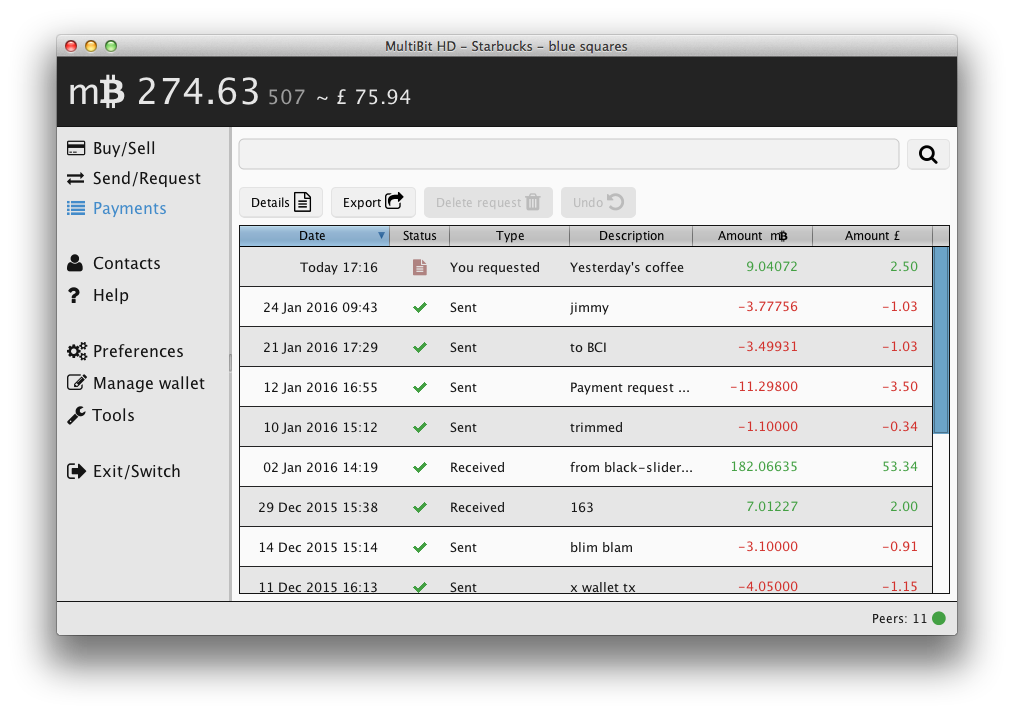 MultiBit HD – Starbucks – blue squares
m₿ 274.63 507 ~ £ 75.94
Buy/Sell
Send/Request
Payments
Contacts
Help
Preferences
Manage wallet
Tools
Exit/Switch
Details Export Delete request Undo
Date Status Type Description Amount m₿ Amount £
Today 17:16 You requested Yesterday's coffee 9.04072 2.50
24 Jan 2016 09:43 Sent jimmy −3.77756 −1.03
21 Jan 2016 17:29 Sent to BCI −3.49931 −1.03
12 Jan 2016 16:55 Sent Payment request ... −11.29800 −3.50
10 Jan 2016 15:12 Sent trimmed −1.10000 −0.34
02 Jan 2016 14:19 Received from black-slider... 182.06635 53.34
29 Dec 2015 15:38 Received 163 7.01227 2.00
14 Dec 2015 15:14 Sent blim blam −3.10000 −0.91
11 Dec 2015 16:13 Sent x wallet tx −4.05000 −1.15
Peers: 11